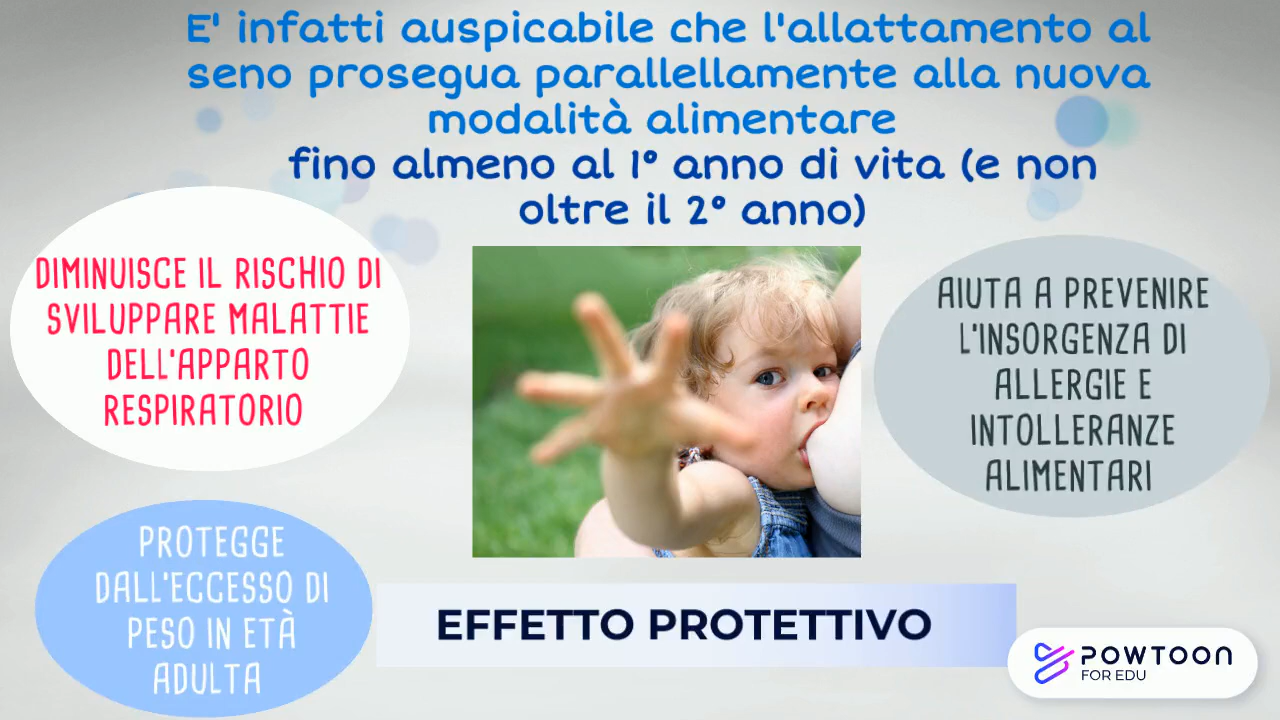 E' infatti auspicabile che l'allattamento al
seno prosegua parallellamente alla nuova
modalità alimentare
fino almeno al 1° anno di vita (e non
oltre il 2° anno)
DIMINUISCE IL RISCHIO DI
SVILUPPARE MALATTIE
DELL'APPARTO
RESPIRATORIO
AIUTA A PREVENIRE
L'INSORGENZA DI
ALLERGIE E
INTOLLERANZE
ALIMENTARI
PROTEGGE
DALL'ECCESSO DI
PESO IN ETÀ
ADULTA
EFFETTO PROTETTIVO
POWTOON
FOR EDU